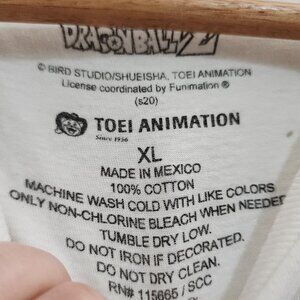 DRAGONBALL Z
© BIRD STUDIO/SHUEISHA, TOEI ANIMATION
License coordinated by Funimation ®
(s20)
TOEI ANIMATION
Since 1956
XL
MADE IN MEXICO
100% COTTON
MACHINE WASH COLD WITH LIKE COLORS
ONLY NON-CHLORINE BLEACH WHEN NEEDED
TUMBLE DRY LOW.
DO NOT IRON IF DECORATED.
DO NOT DRY CLEAN.
RN# 115665 / SCC